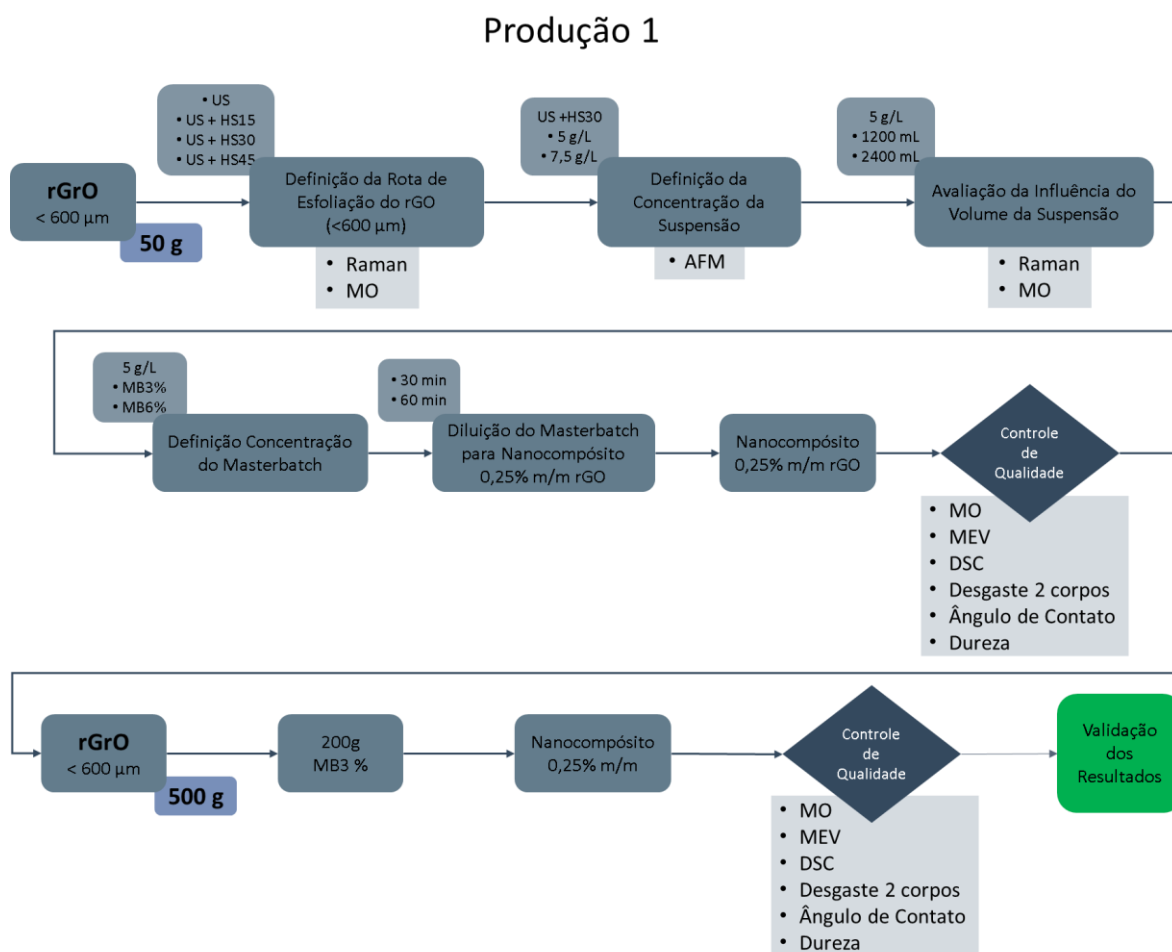 Produção 1
• US
• US + HS15
• US + HS30
• US + HS45
rGrO
< 600 µm
50 g
Definição da Rota de
Esfoliação do rGO
(<600 µm)
• Raman
• MO
US +HS30
• 5 g/L
• 7,5 g/L
Definição da
Concentração da
Suspensão
• AFM
5 g/L
• 1200 mL
• 2400 mL
Avaliação da Influência do
Volume da Suspensão
• Raman
• MO
5 g/L
• MB3%
• MB6%
Definição Concentração
do Masterbatch
• 30 min
• 60 min
Diluição do Masterbatch
para Nanocompósito
0,25% m/m rGO
Nanocompósito
0,25% m/m rGO
Controle
de
Qualidade
• MO
• MEV
• DSC
• Desgaste 2 corpos
• Ângulo de Contato
• Dureza
rGrO
< 600 µm
500 g
200g
MB3 %
Nanocompósito
0,25% m/m
Controle
de
Qualidade
• MO
• MEV
• DSC
• Desgaste 2 corpos
• Ângulo de Contato
• Dureza
Validação
dos
Resultados